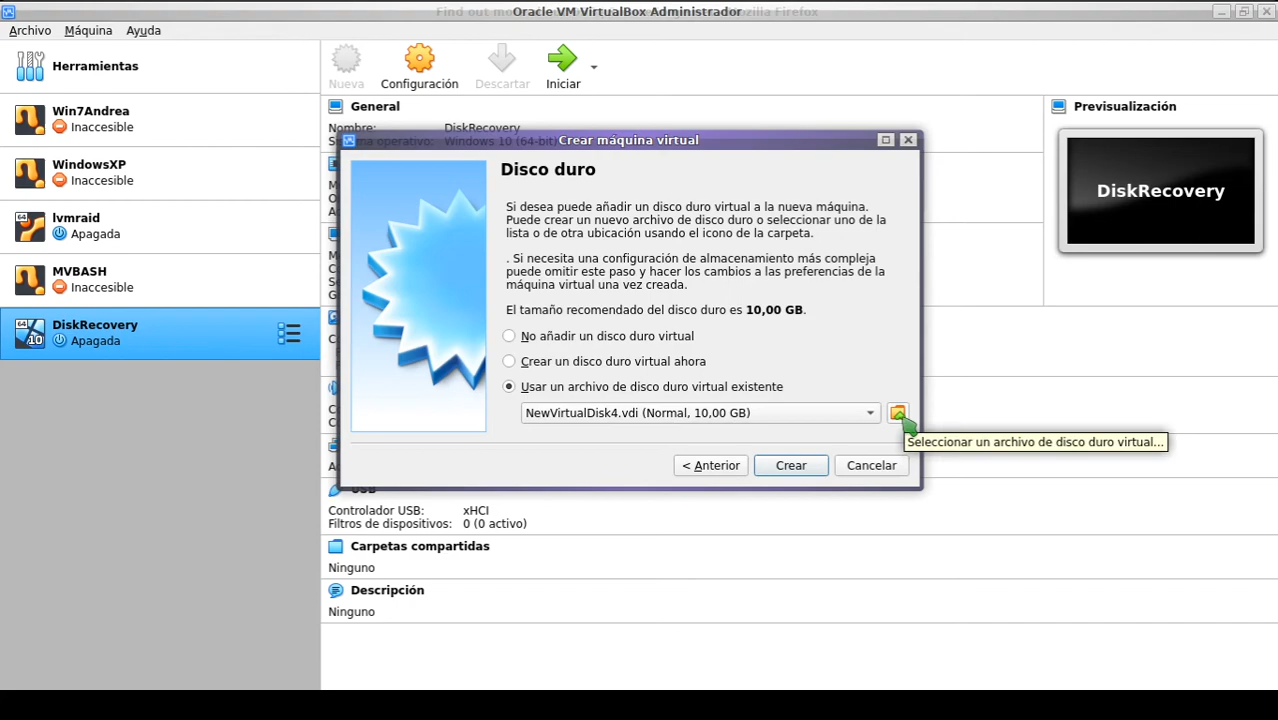 Oracle VM VirtualBox Administrador
Archivo Máquina Ayuda
Herramientas
Win7Andrea
Inaccesible
WindowsXP
Inaccesible
lvmraid
Apagada
MVBASH
Inaccesible
64
10
DiskRecovery
Apagada
Nueva Configuración Descartar Iniciar
General
Nombre: DiskRecovery
Windows 10 (64-bit)
Previsualización
DiskRecovery
Crear máquina virtual
Disco duro
Si desea puede añadir un disco duro virtual a la nueva máquina.
Puede crear un nuevo archivo de disco duro o seleccionar uno de la
lista o de otra ubicación usando el icono de la carpeta.
. Si necesita una configuración de almacenamiento más compleja
puede omitir este paso y hacer los cambios a las preferencias de la
máquina virtual una vez creada.
El tamaño recomendado del disco duro es 10,00 GB.
No añadir un disco duro virtual
Crear un disco duro virtual ahora
Usar un archivo de disco duro virtual existente
NewVirtualDisk4.vdi (Normal, 10,00 GB)
Seleccionar un archivo de disco duro virtual...
< Anterior Crear Cancelar
USB
Controlador USB: xHCI
Filtros de dispositivos: 0 (0 activo)
Carpetas compartidas
Ninguno
Descripción
Ninguno